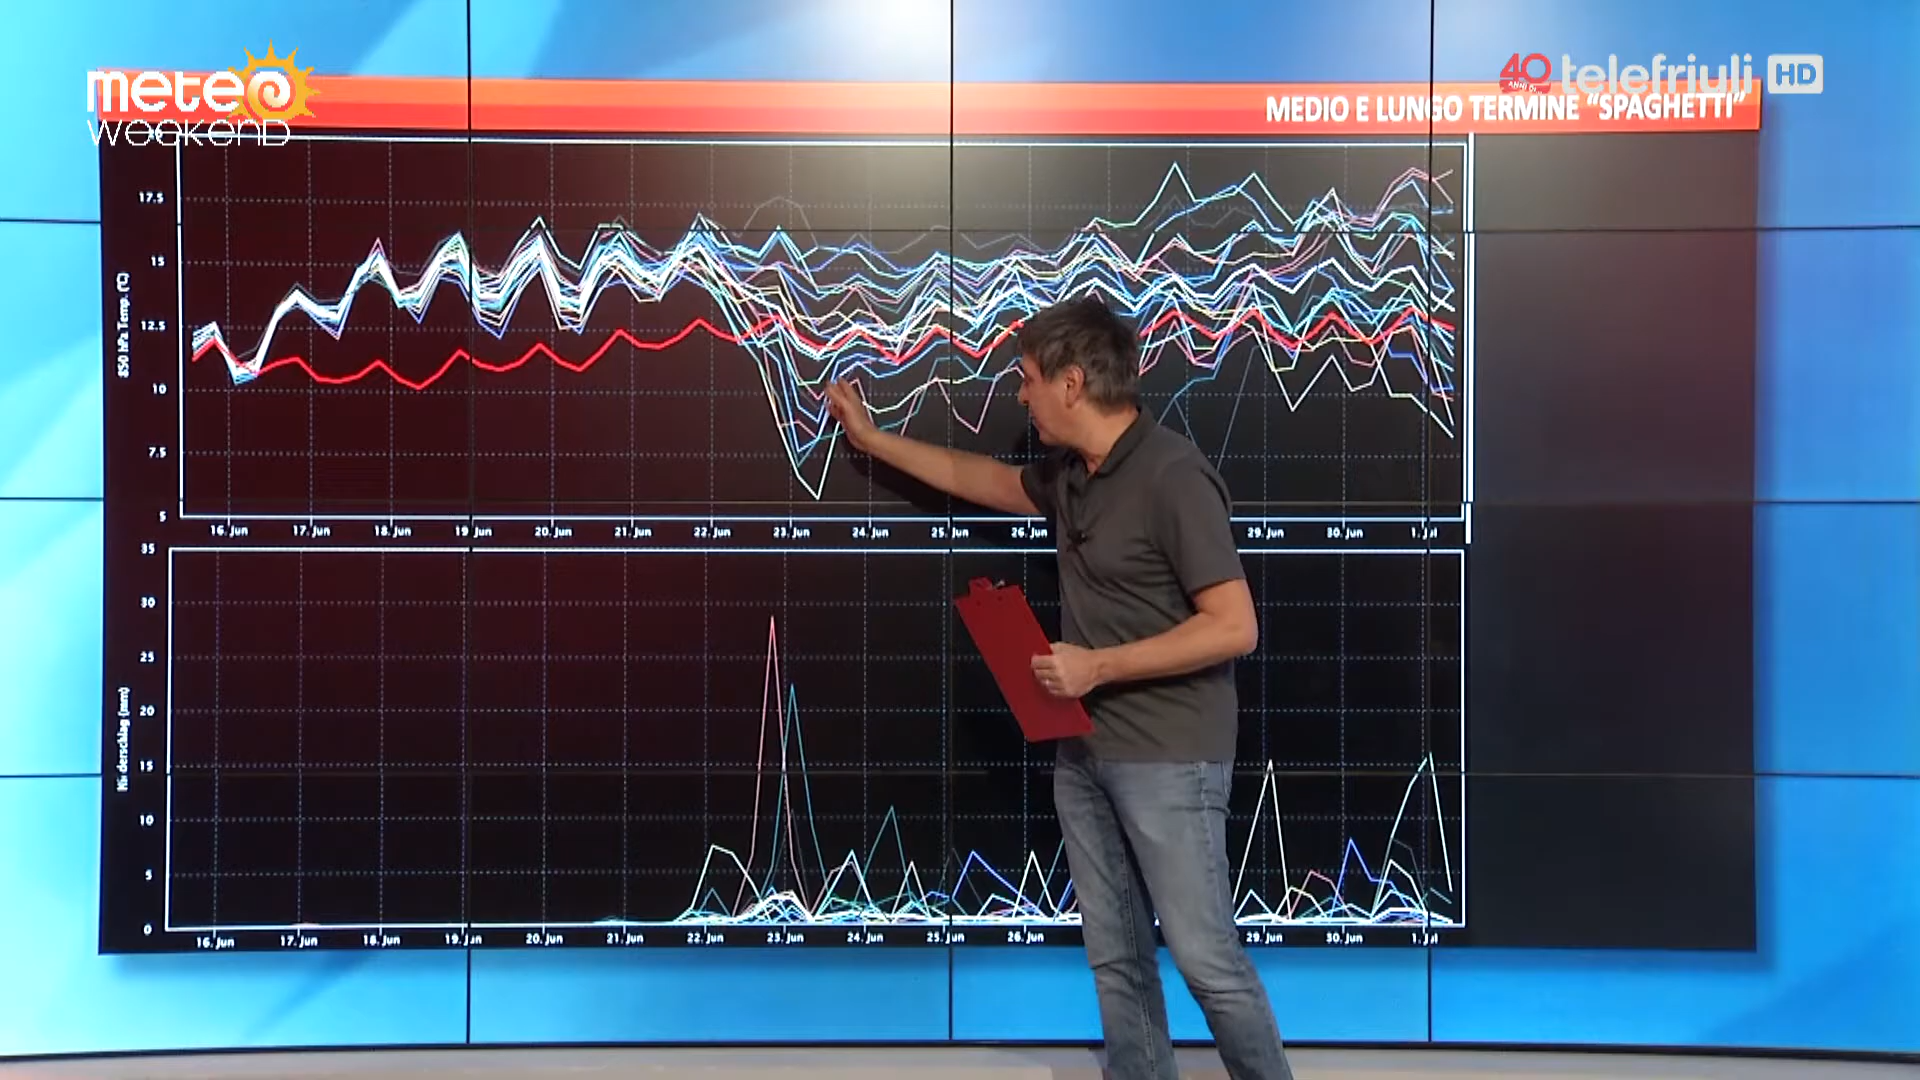 meteo
WEEKEND
40
ANNI DI...
telefriuli HD
MEDIO E LUNGO TERMINE “SPAGHETTI”
850 hPa Temp. (°C)
17.5
15
12.5
10
7.5
5
16. Jun 17. Jun 18. Jun 19. Jun 20. Jun 21. Jun 22. Jun 23. Jun 24. Jun 25. Jun 26. Jun 29. Jun 30. Jun 1. Jul
Niederschlag (mm)
35
30
25
20
15
10
5
0
16. Jun 17. Jun 18. Jun 19. Jun 20. Jun 21. Jun 22. Jun 23. Jun 24. Jun 25. Jun 26. Jun 29. Jun 30. Jun 1. Jul